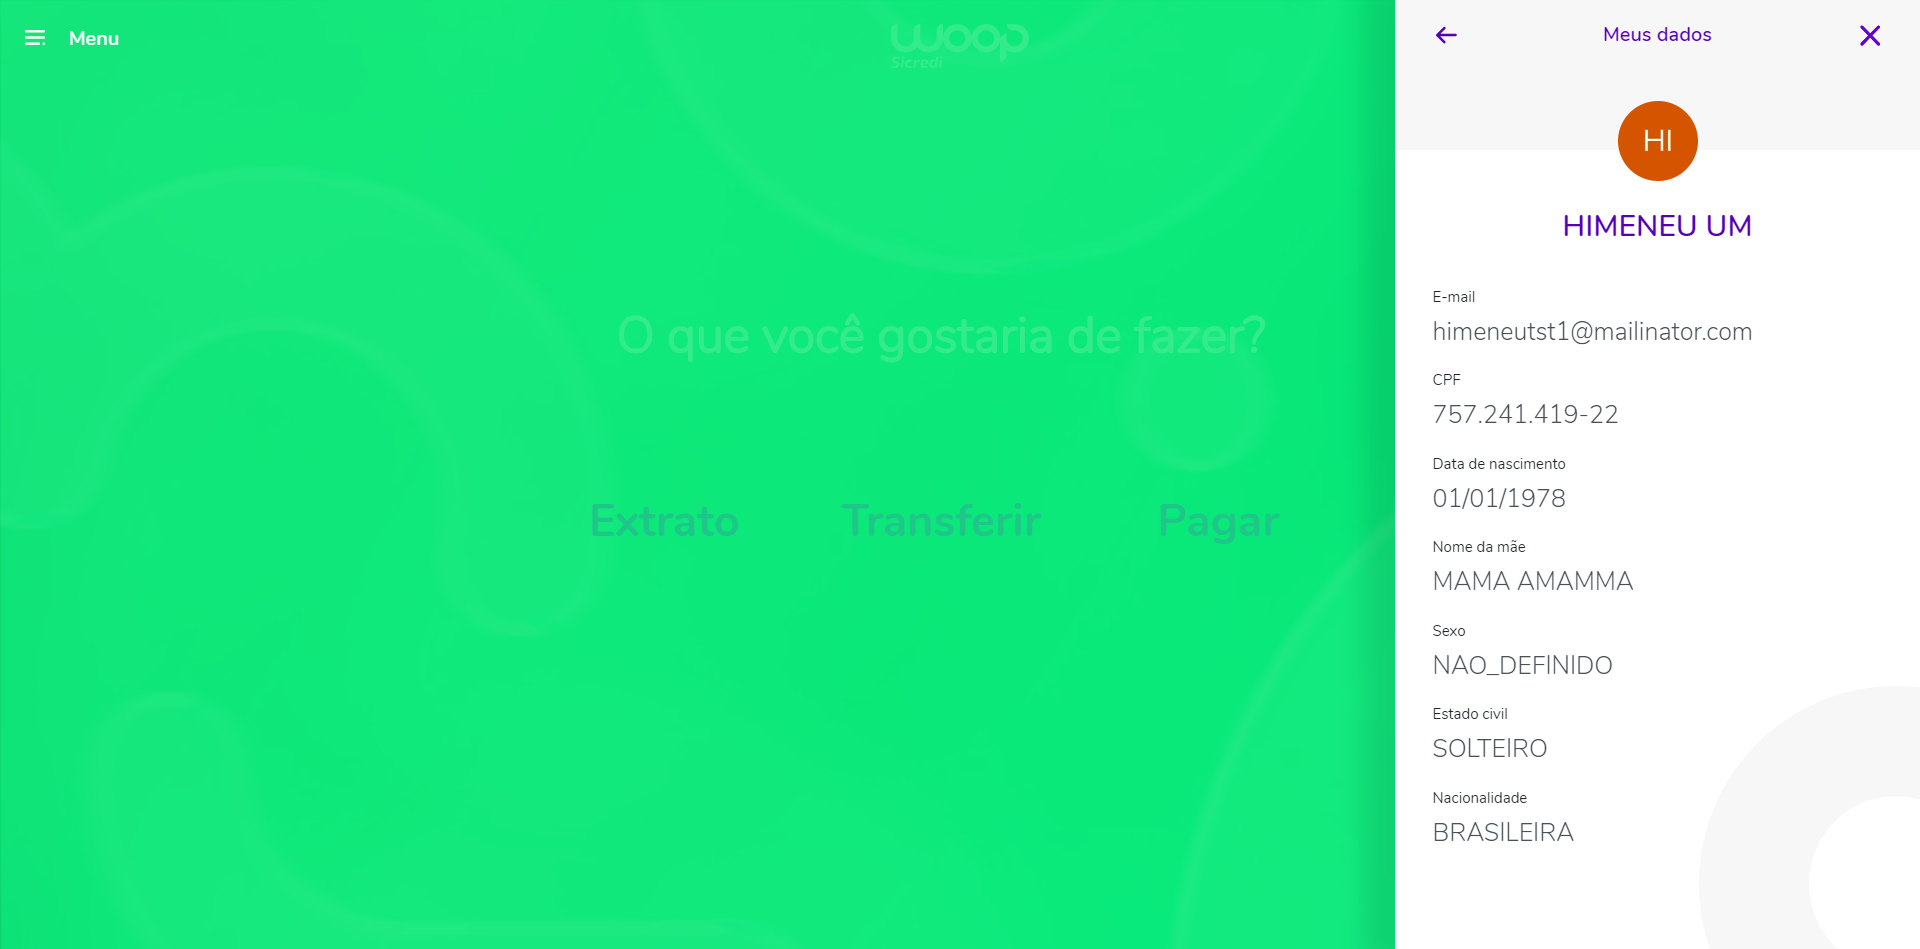 Menu
woop
Sicredi
O que você gostaria de fazer?
Extrato
Transferir
Pagar
Meus dados
HI
HIMENEU UM
E-mail
himeneutst1@mailinator.com
CPF
757.241.419-22
Data de nascimento
01/01/1978
Nome da mãe
MAMA AMAMMA
Sexo
NAO_DEFINIDO
Estado civil
SOLTEIRO
Nacionalidade
BRASILEIRA